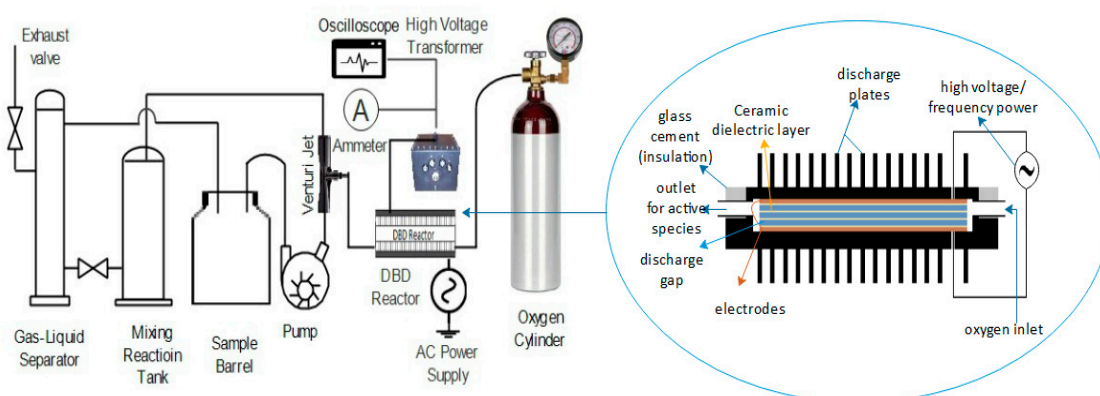 Exhaust
valve
Oscilloscope
High Voltage
Transformer
A
Ammeter
Venturi Jet
DBD Reactor
DBD
Reactor
Pump
Gas-Liquid
Separator
Mixing
Reactioin
Tank
Sample
Barrel
AC Power
Supply
Oxygen
Cylinder
discharge
plates
high voltage/
frequency power
Ceramic
dielectric layer
glass
cement
(insulation)
outlet
for active
species
discharge
gap
electrodes
oxygen inlet